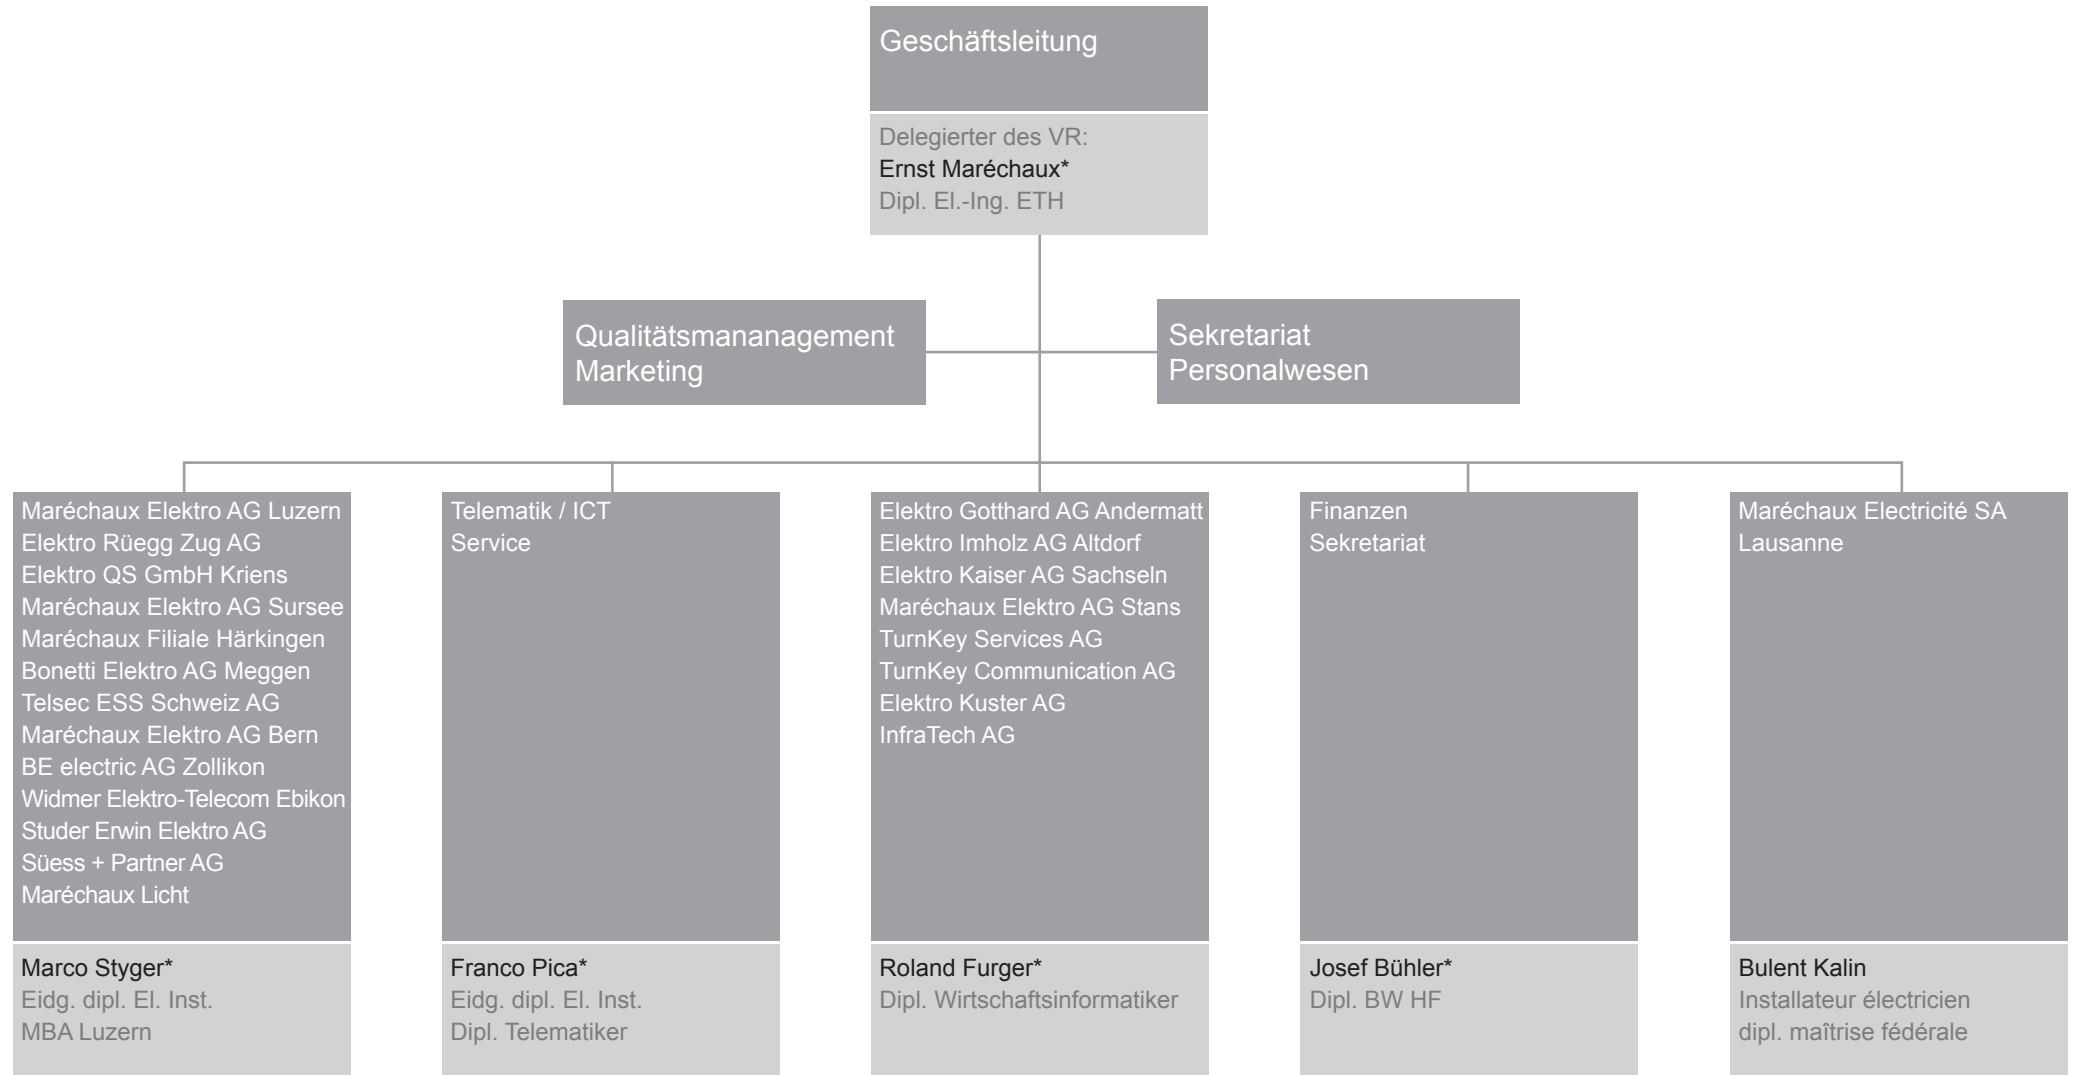 Geschäftsleitung
Delegierter des VR:
Ernst Maréchaux*
Dipl. El.-Ing. ETH
Qualitätsmananagement
Marketing
Sekretariat
Personalwesen
Maréchaux Elektro AG Luzern
Elektro Rüegg Zug AG
Elektro QS GmbH Kriens
Maréchaux Elektro AG Sursee
Maréchaux Filiale Härkingen
Bonetti Elektro AG Meggen
Telsec ESS Schweiz AG
Maréchaux Elektro AG Bern
BE electric AG Zollikon
Widmer Elektro-Telecom Ebikon
Studer Erwin Elektro AG
Süess + Partner AG
Maréchaux Licht
Marco Styger*
Eidg. dipl. El. Inst.
MBA Luzern
Telematik / ICT
Service
Franco Pica*
Eidg. dipl. El. Inst.
Dipl. Telematiker
Elektro Gotthard AG Andermatt
Elektro Imholz AG Altdorf
Elektro Kaiser AG Sachseln
Maréchaux Elektro AG Stans
TurnKey Services AG
TurnKey Communication AG
Elektro Kuster AG
InfraTech AG
Roland Furger*
Dipl. Wirtschaftsinformatiker
Finanzen
Sekretariat
Josef Bühler*
Dipl. BW HF
Maréchaux Electricité SA
Lausanne
Bulent Kalin
Installateur électricien
dipl. maîtrise fédérale